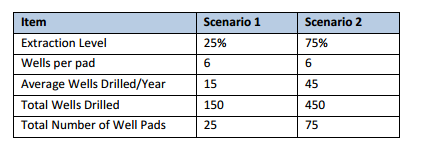 Item Scenario 1 Scenario 2
Extraction Level 25% 75%
Wells per pad 6 6
Average Wells Drilled/Year 15 45
Total Wells Drilled 150 450
Total Number of Well Pads 25 75